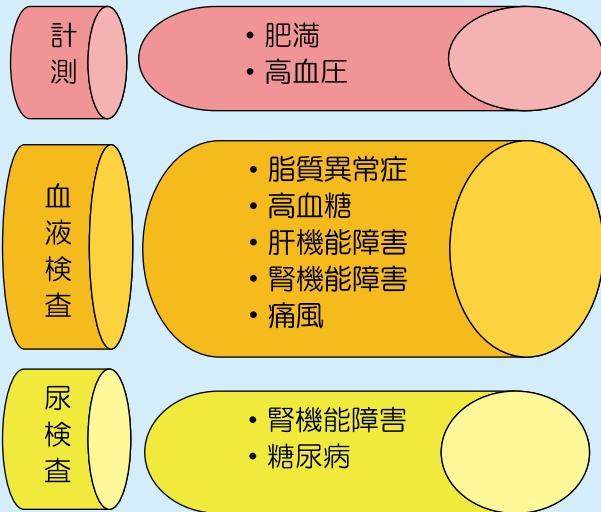 計測
・肥満
・高血圧
血液検査
・脂質異常症
・高血糖
・肝機能障害
・腎機能障害
・痛風
尿検査
・腎機能障害
・糖尿病